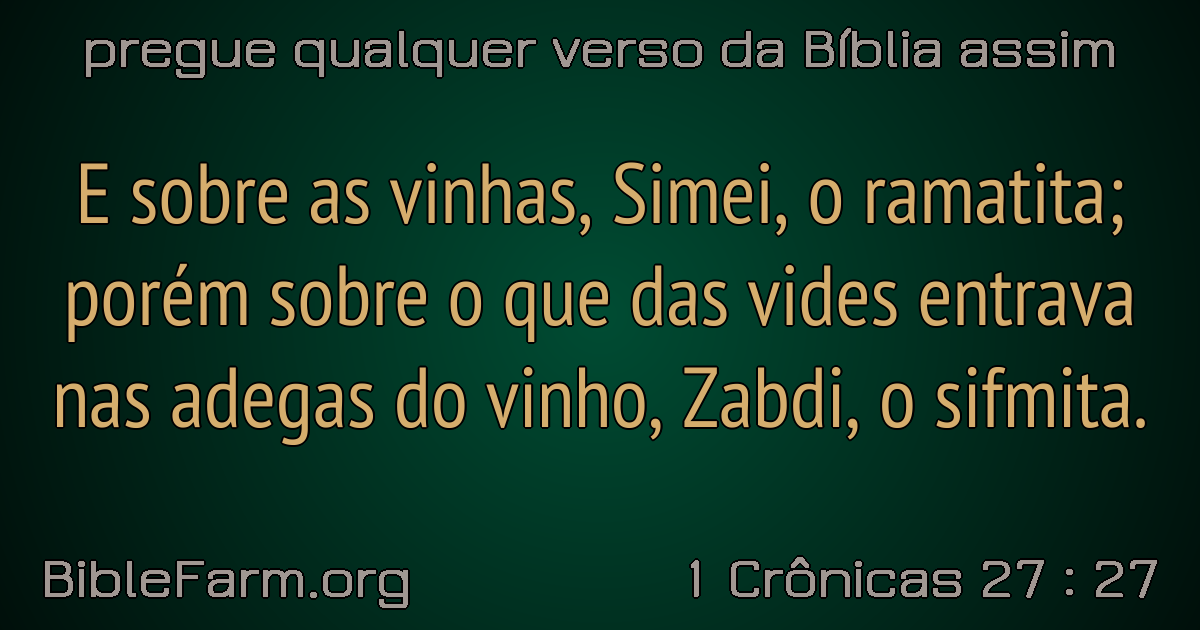 pregue qualquer verso da Bíblia assim
E sobre as vinhas, Simei, o ramatita;
porém sobre o que das vides entrava
nas adegas do vinho, Zabdi, o sifmita.
BibleFarm.org
1 Crônicas 27 : 27